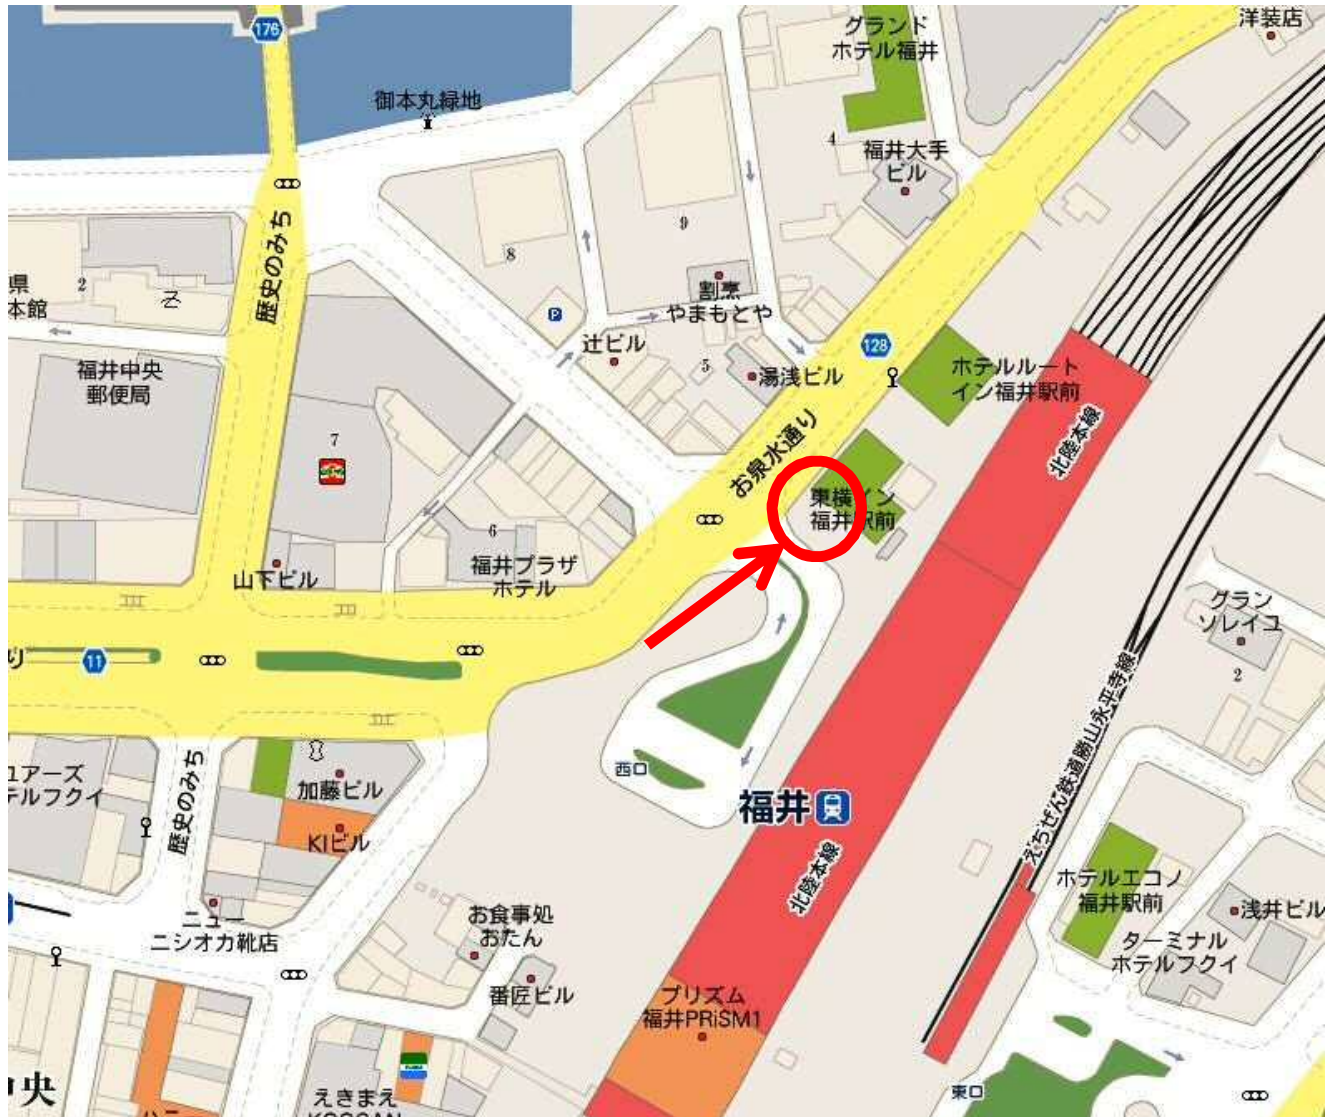 176
グランド
ホテル福井
洋装店
御本丸緑地
4
福井大手
ビル
歴史のみち
9
8
県
本館
2
割烹
やまもとや
P
辻ビル
5
湯浅ビル
128
ホテルルート
イン福井駅前
北陸本線
福井中央
郵便局
7
お泉水通り
東横イン
福井駅前
6
福井プラザ
ホテル
山下ビル
グラン
ソレイユ
2
り
11
えちぜん鉄道勝山永平寺線
西口
福井
ユアーズ
テルフクイ
歴史のみち
加藤ビル
KIビル
北陸本線
ホテルエコノ
福井駅前
浅井ビル
ニュー
ニシオカ靴店
お食事処
おたん
ターミナル
ホテルフクイ
番匠ビル
プリズム
福井PRiSM1
中央
えきまえ
東口